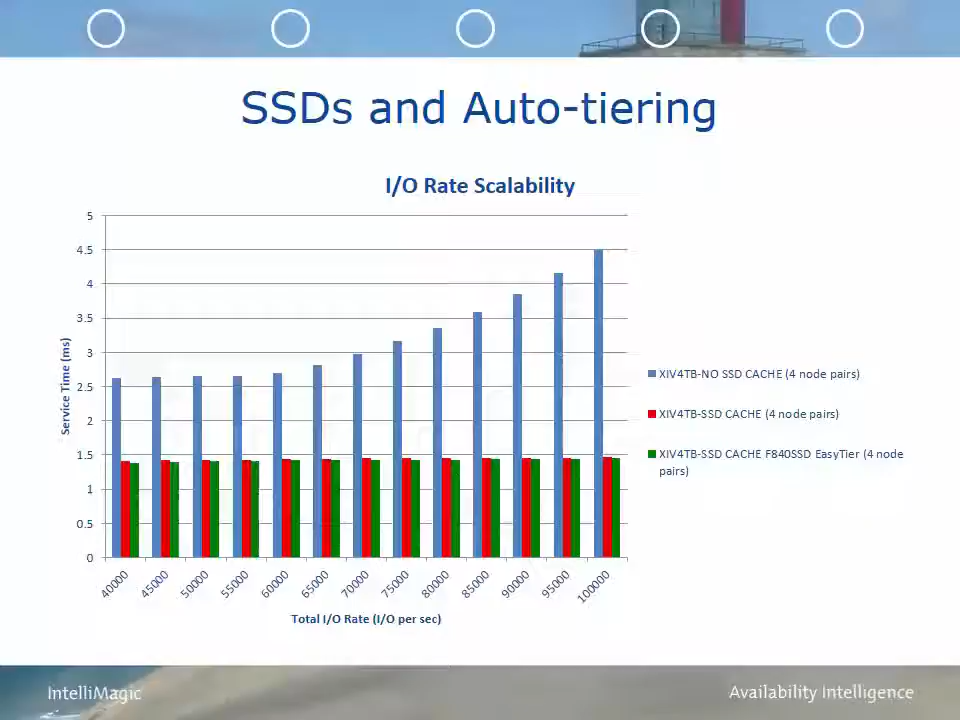 SSDs and Auto-tiering
I/O Rate Scalability
5
4.5
4
3.5
3
2.5
2
1.5
1
0.5
0
Service Time (ms)
40000
45000
50000
55000
60000
65000
70000
75000
80000
85000
90000
95000
100000
Total I/O Rate (I/O per sec)
XIV4TB-NO SSD CACHE (4 node pairs)
XIV4TB-SSD CACHE (4 node pairs)
XIV4TB-SSD CACHE F840SSD EasyTier (4 node
pairs)
IntelliMagic
Availability Intelligence